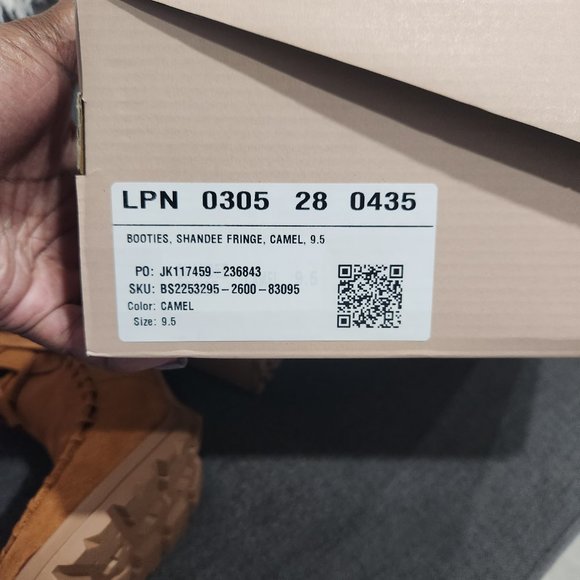 LPN 0305 28 0435
BOOTIES, SHANDEE FRINGE, CAMEL, 9.5
PO: JK117459-236843
SKU: BS2253295-2600-83095
Color: CAMEL
Size: 9.5